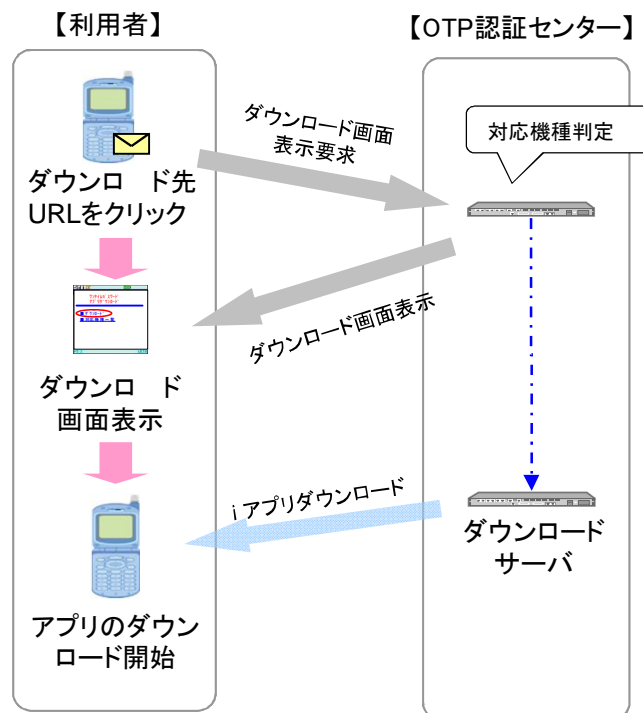 【利用者】
【OTP認証センター】
対応機種判定
ダウンロード画面
表示要求
ダウンロード先
URLをクリック
ダウンロード画面表示
ダウンロード
画面表示
iアプリダウンロード
ダウンロード
サーバ
アプリのダウン
ロード開始